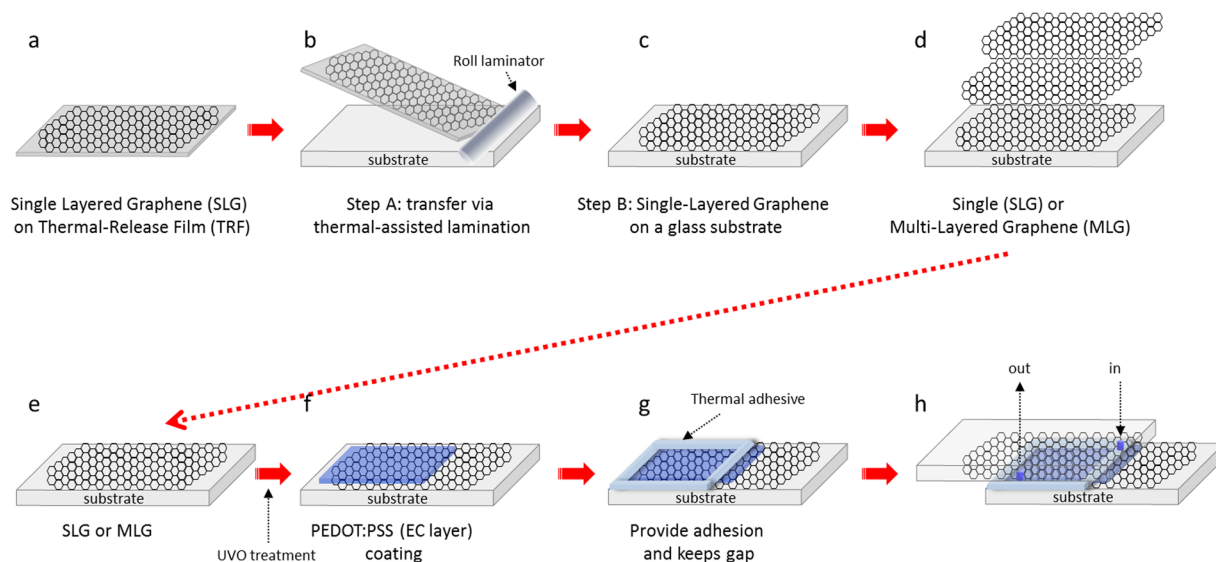 a
b
c
d
Roll laminator
substrate
substrate
substrate
Single Layered Graphene (SLG)
on Thermal-Release Film (TRF)
Step A: transfer via
thermal-assisted lamination
Step B: Single-Layered Graphene
on a glass substrate
Single (SLG) or
Multi-Layered Graphene (MLG)
e
f
g
h
Thermal adhesive
out
in
substrate
substrate
substrate
substrate
SLG or MLG
UVO treatment
PEDOT:PSS (EC layer)
coating
Provide adhesion
and keeps gap